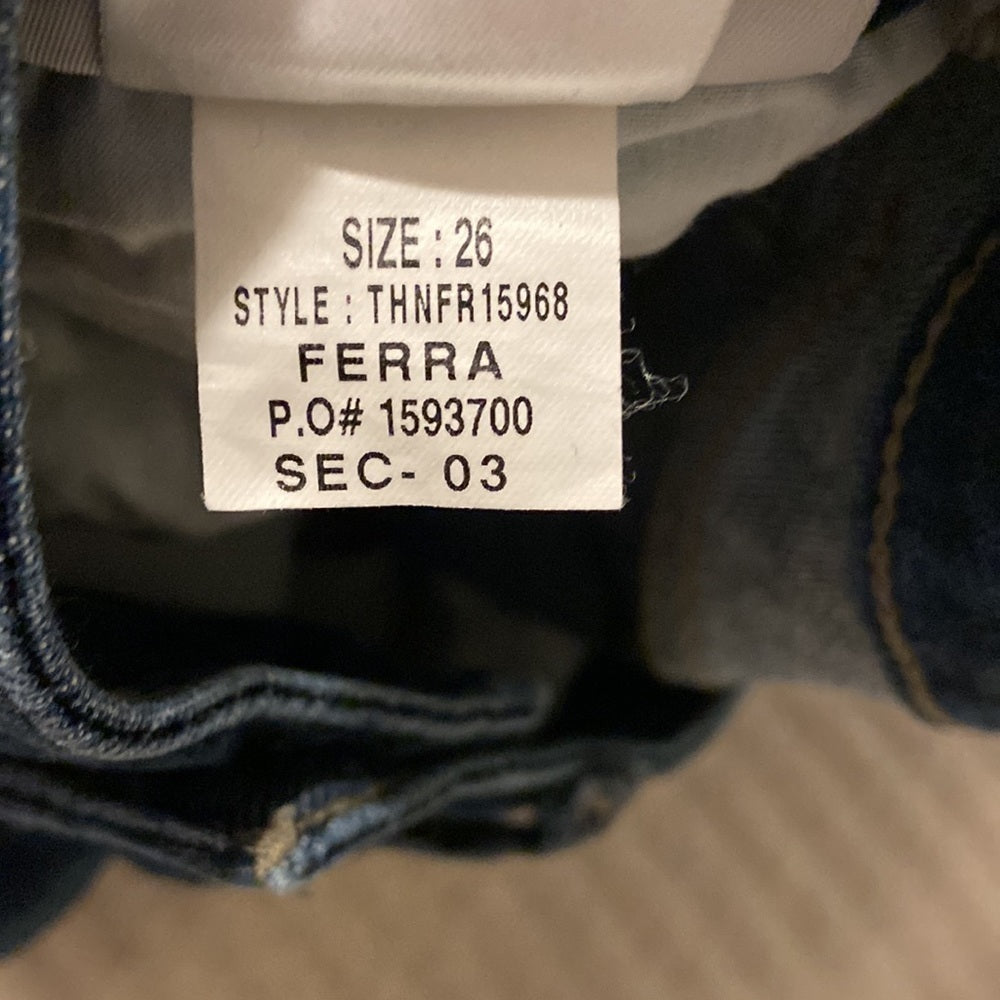 SIZE : 26
STYLE : THNFR15968
FERRA
P.O# 1593700
SEC- 03